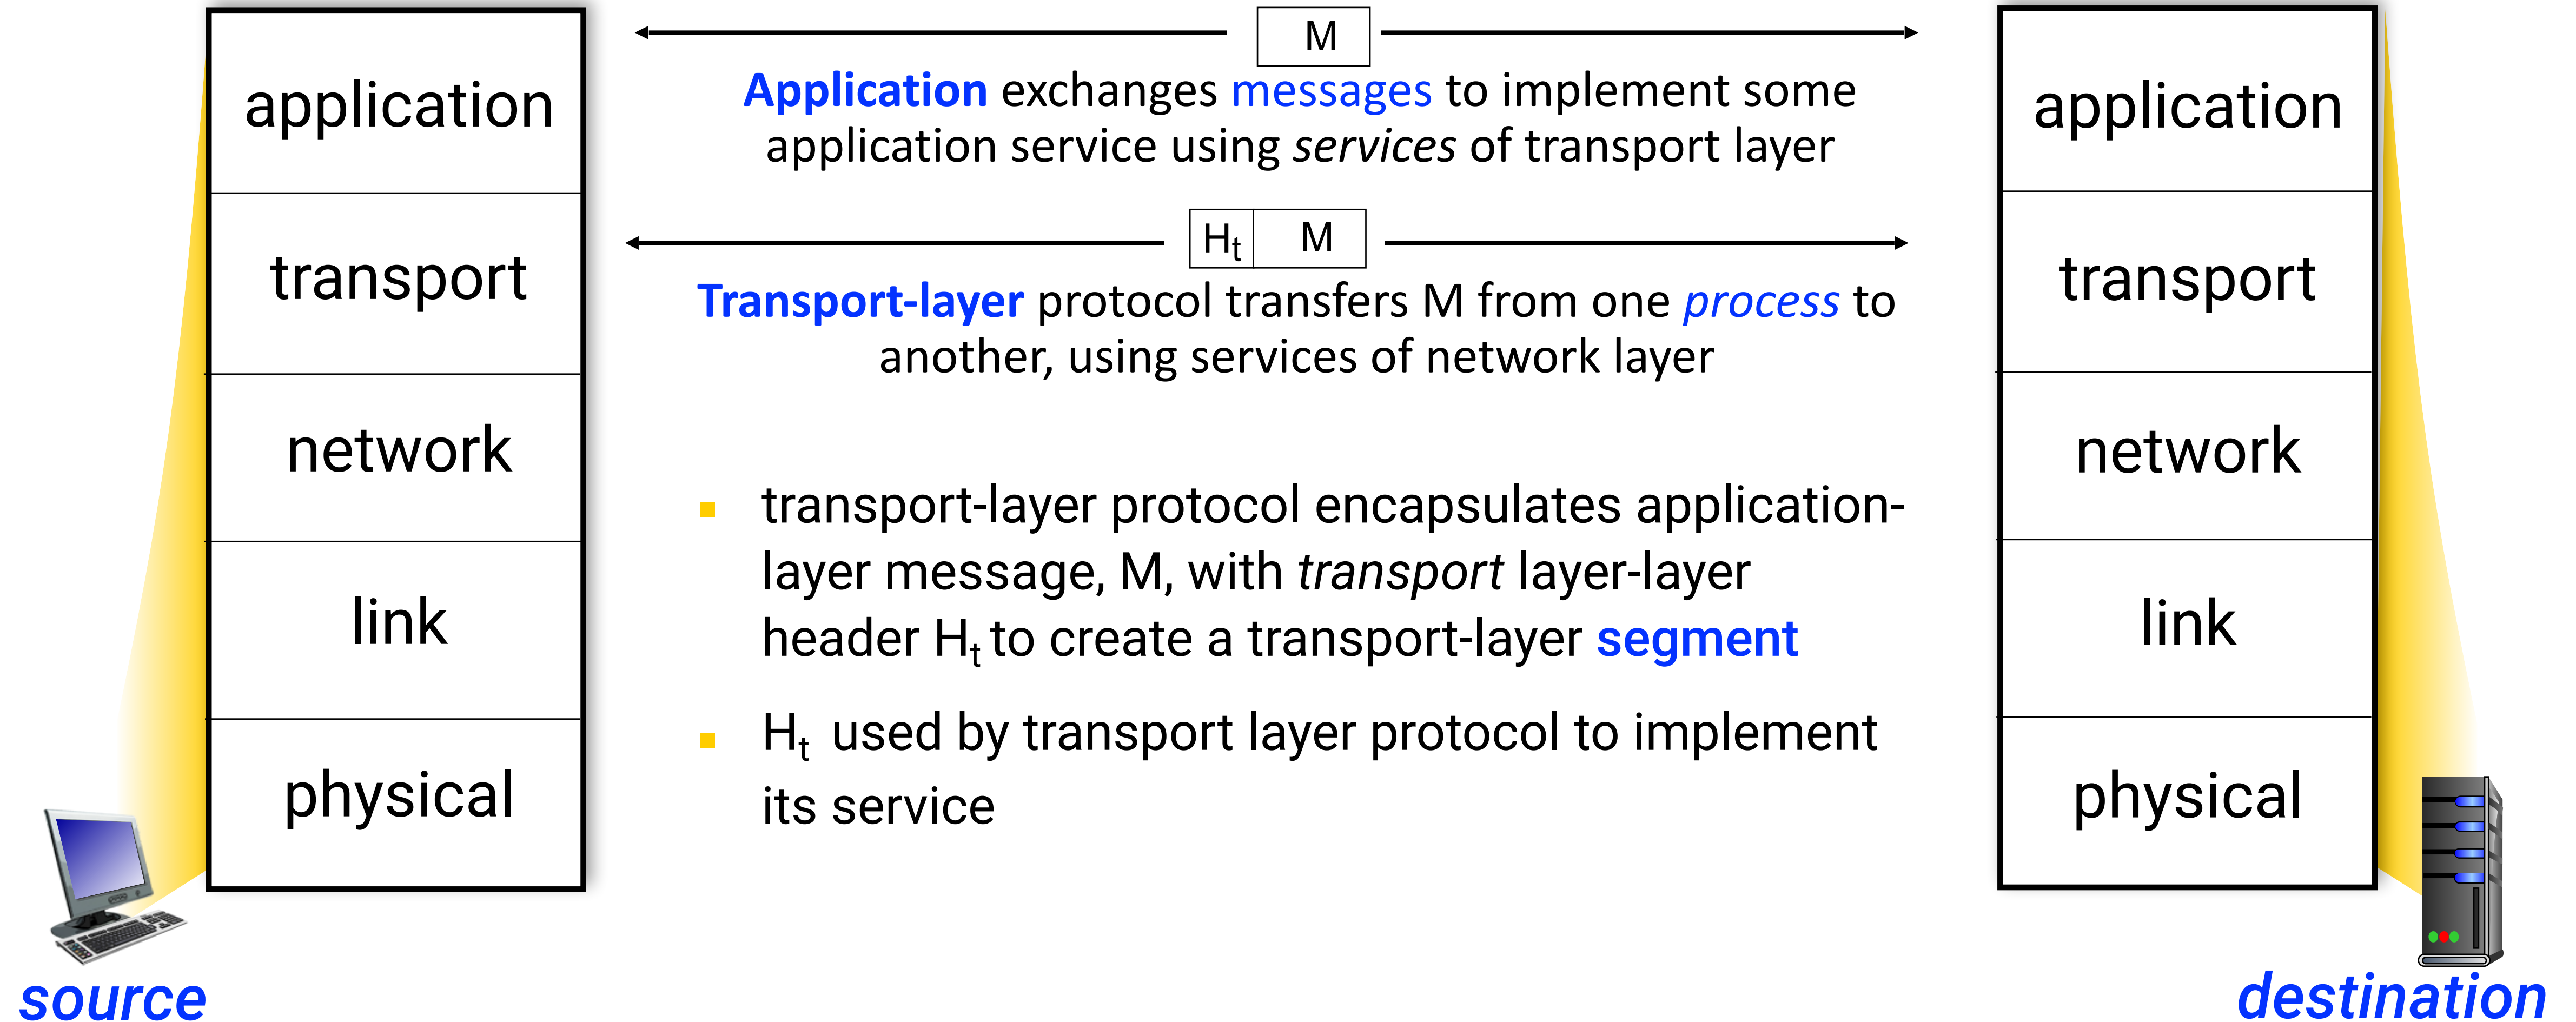 application
transport
network
link
physical
source
M
Application exchanges messages to implement some
application service using services of transport layer
Ht M
Transport-layer protocol transfers M from one process to
another, using services of network layer
transport-layer protocol encapsulates application-
layer message, M, with transport layer-layer
header Ht to create a transport-layer segment
Ht used by transport layer protocol to implement
its service
application
transport
network
link
physical
destination